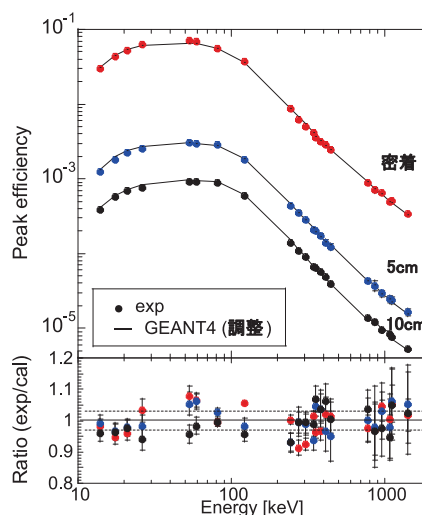 10-1
10-3
10-5
Peak efficiency
密着
5cm
10cm
exp
GEANT4 (調整)
1.2
1.1
1
0.9
0.8
Ratio (exp/cal)
10
100
1000
Energy [keV]